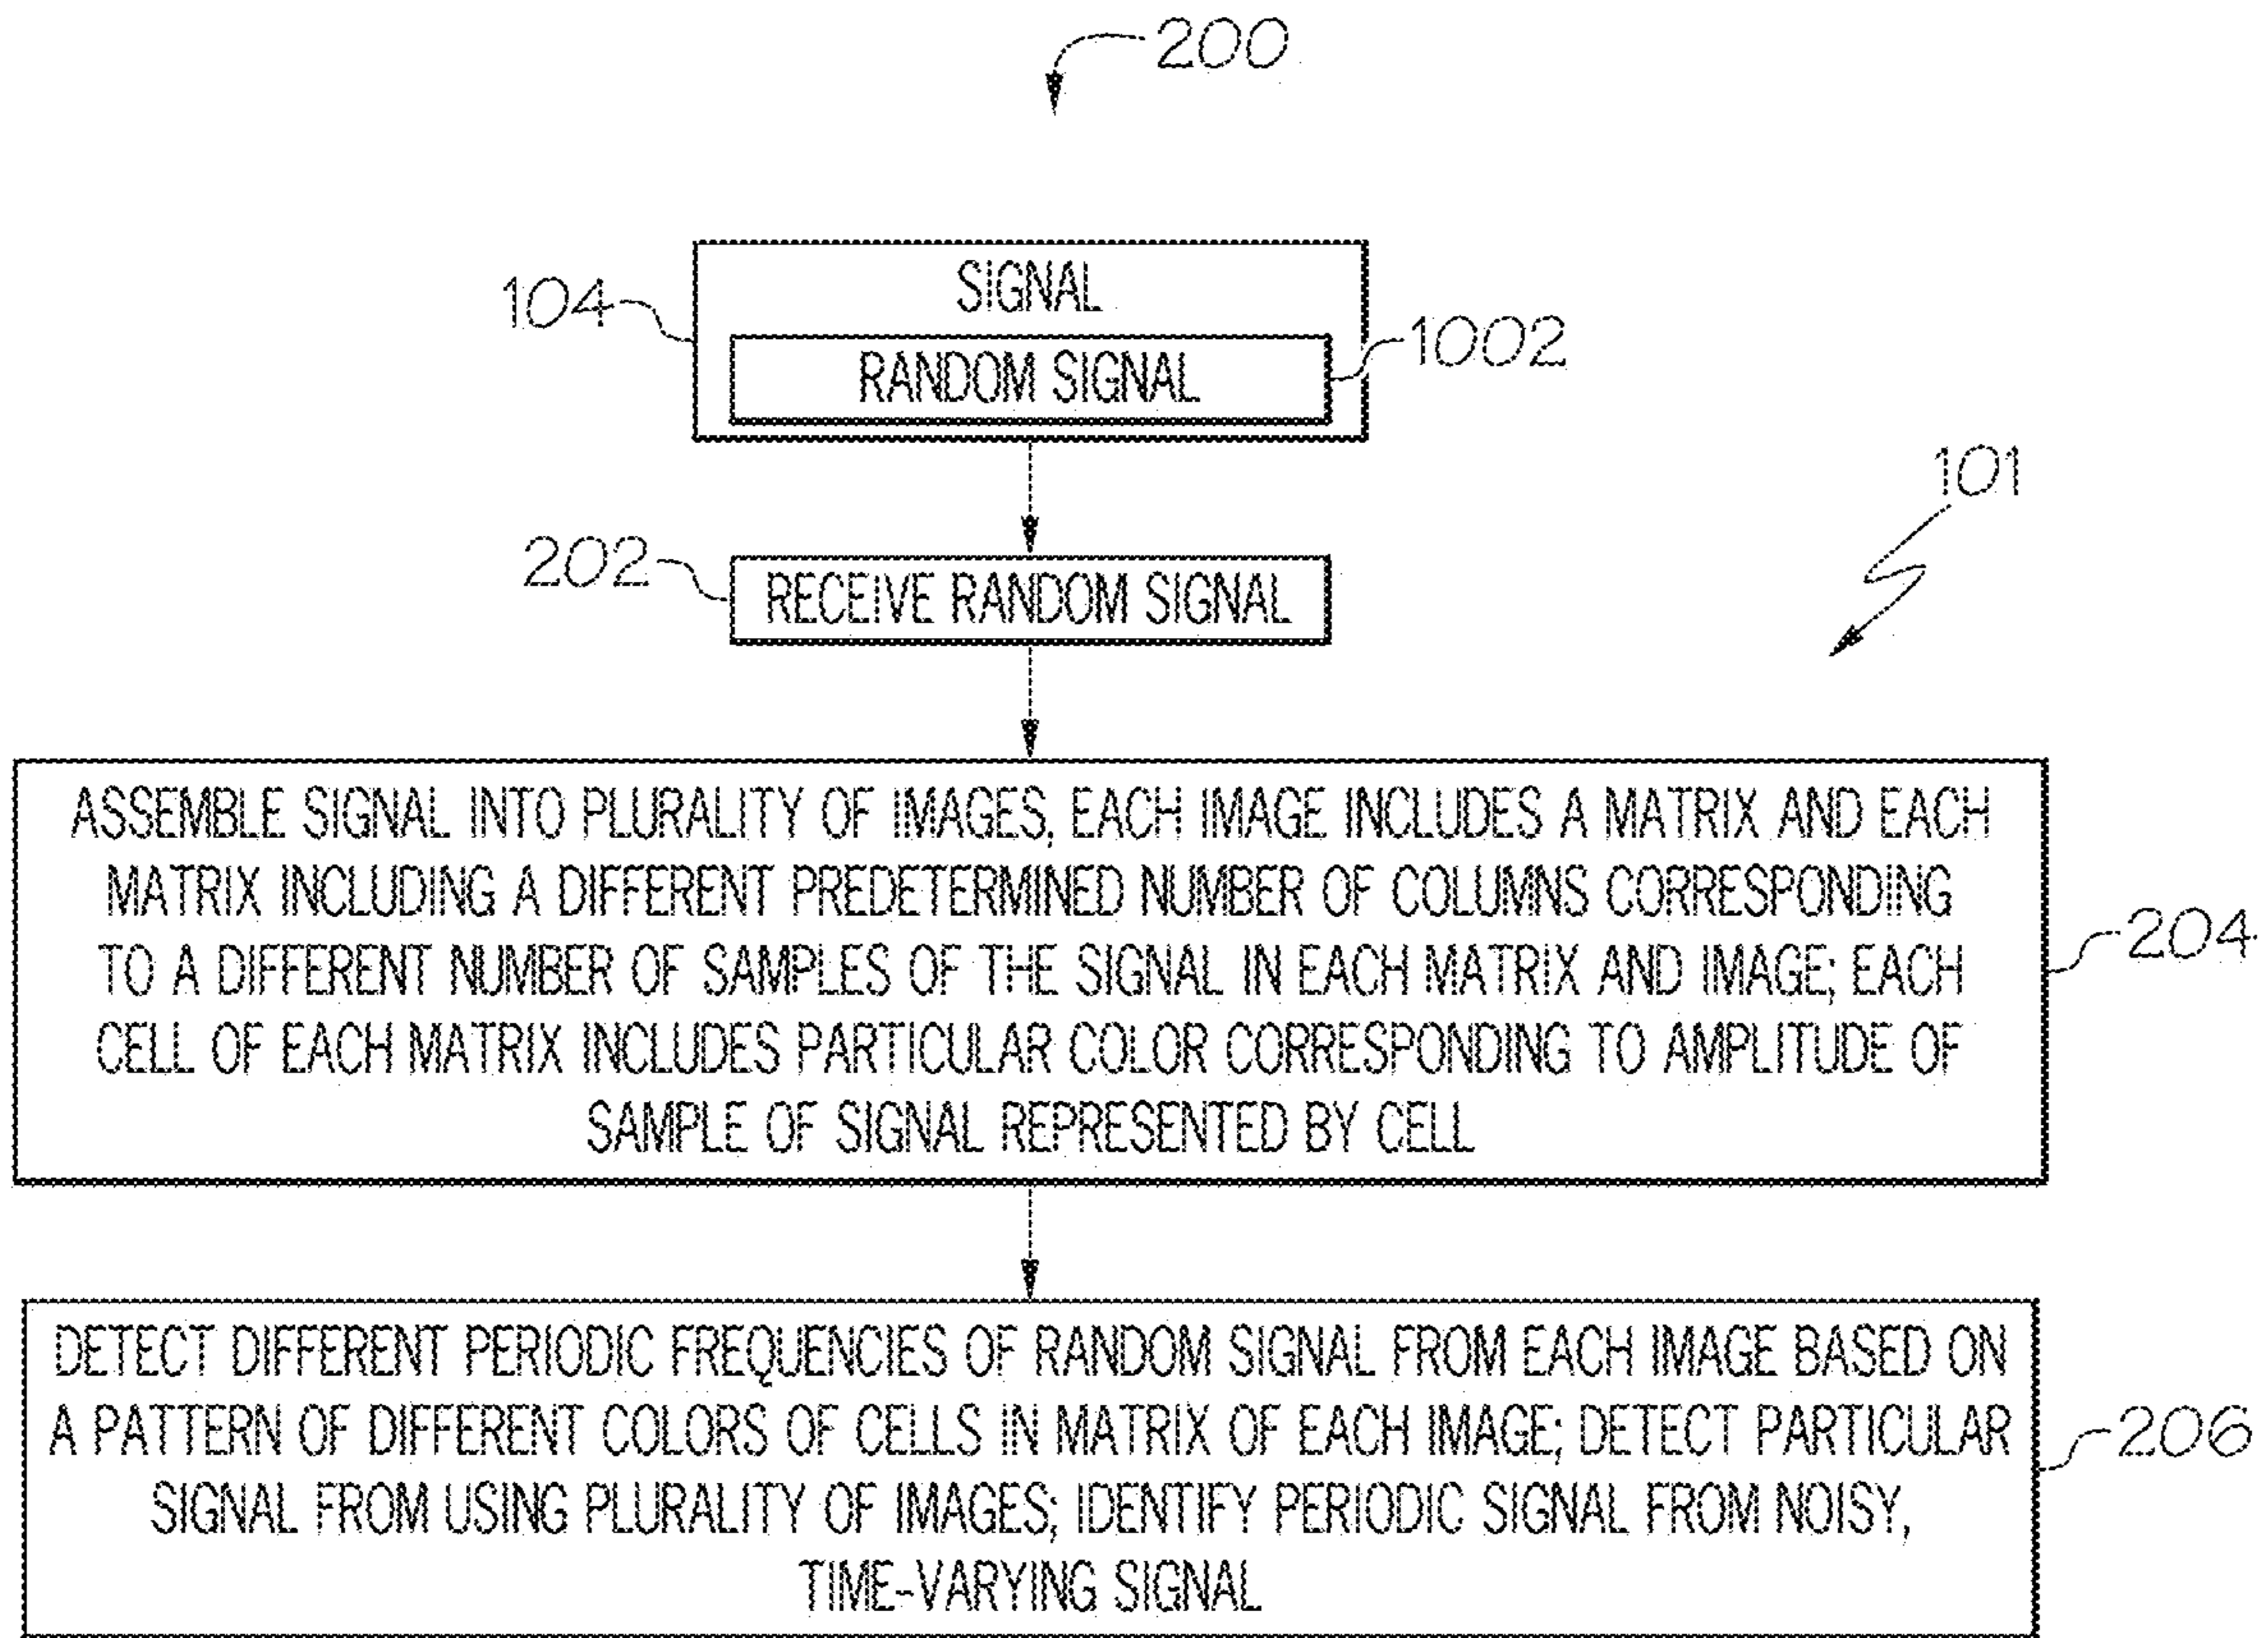 200
104
SIGNAL
RANDOM SIGNAL
1002
101
202
RECEIVE RANDOM SIGNAL
ASSEMBLE SIGNAL INTO PLURALITY OF IMAGES, EACH IMAGE INCLUDES A MATRIX AND EACH
MATRIX INCLUDING A DIFFERENT PREDETERMINED NUMBER OF COLUMNS CORRESPONDING
TO A DIFFERENT NUMBER OF SAMPLES OF THE SIGNAL IN EACH MATRIX AND IMAGE; EACH
CELL OF EACH MATRIX INCLUDES PARTICULAR COLOR CORRESPONDING TO AMPLITUDE OF
SAMPLE OF SIGNAL REPRESENTED BY CELL
204
DETECT DIFFERENT PERIODIC FREQUENCIES OF RANDOM SIGNAL FROM EACH IMAGE BASED ON
A PATTERN OF DIFFERENT COLORS OF CELLS IN MATRIX OF EACH IMAGE; DETECT PARTICULAR
SIGNAL FROM USING PLURALITY OF IMAGES; IDENTIFY PERIODIC SIGNAL FROM NOISY,
TIME-VARYING SIGNAL
206